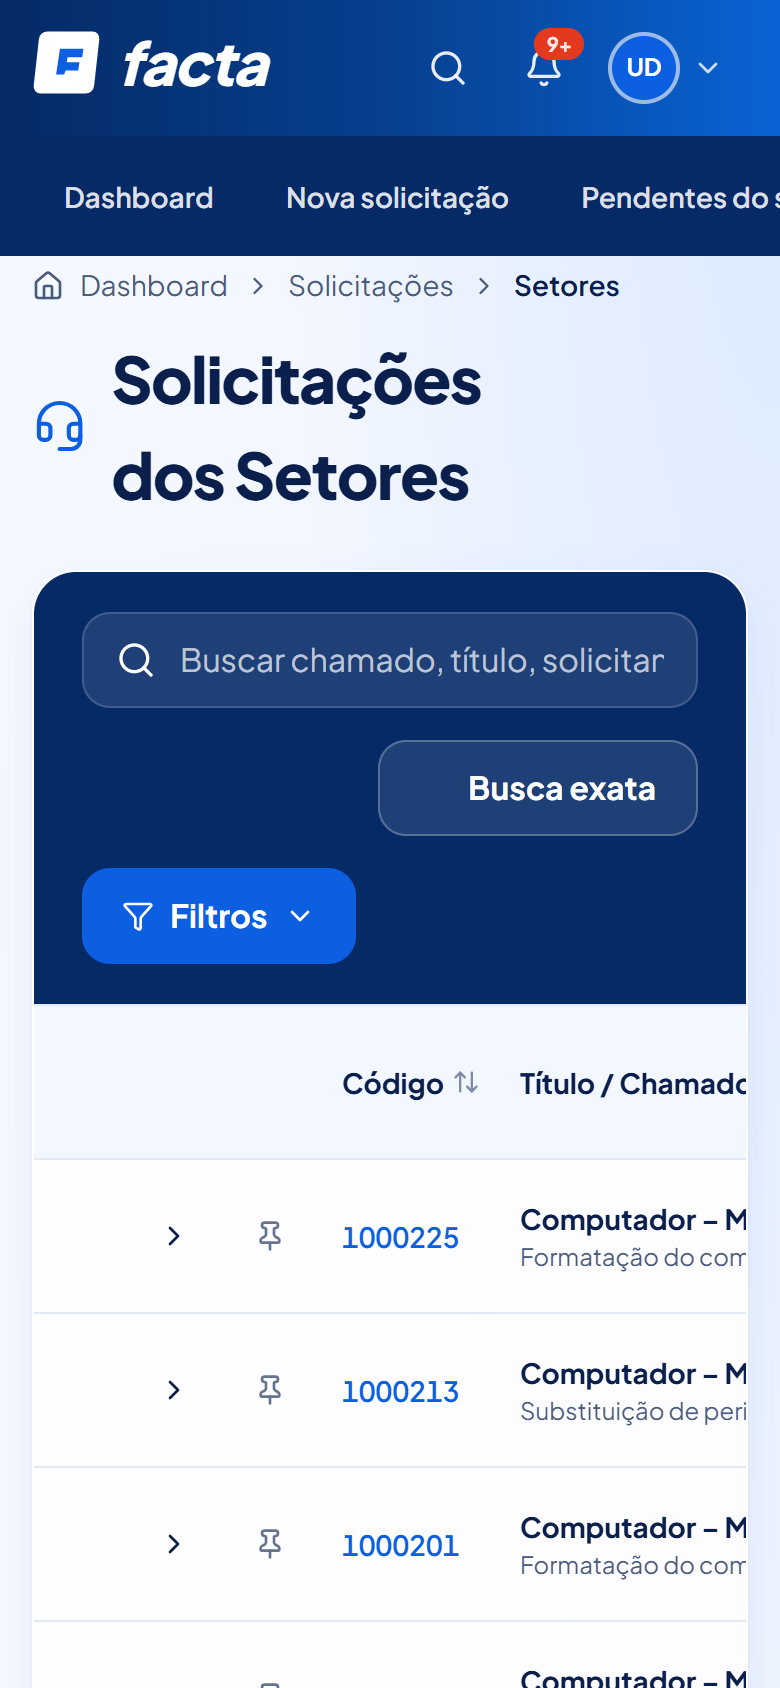 F facta
9+
UD
Dashboard Nova solicitação Pendentes do s
Dashboard > Solicitações > Setores
Solicitações
dos Setores
Buscar chamado, título, solicitan
Busca exata
Filtros
Código Título / Chamado
1000225 Computador – M
Formatação do com
1000213 Computador – M
Substituição de peri
1000201 Computador – M
Formatação do com
Computador – M